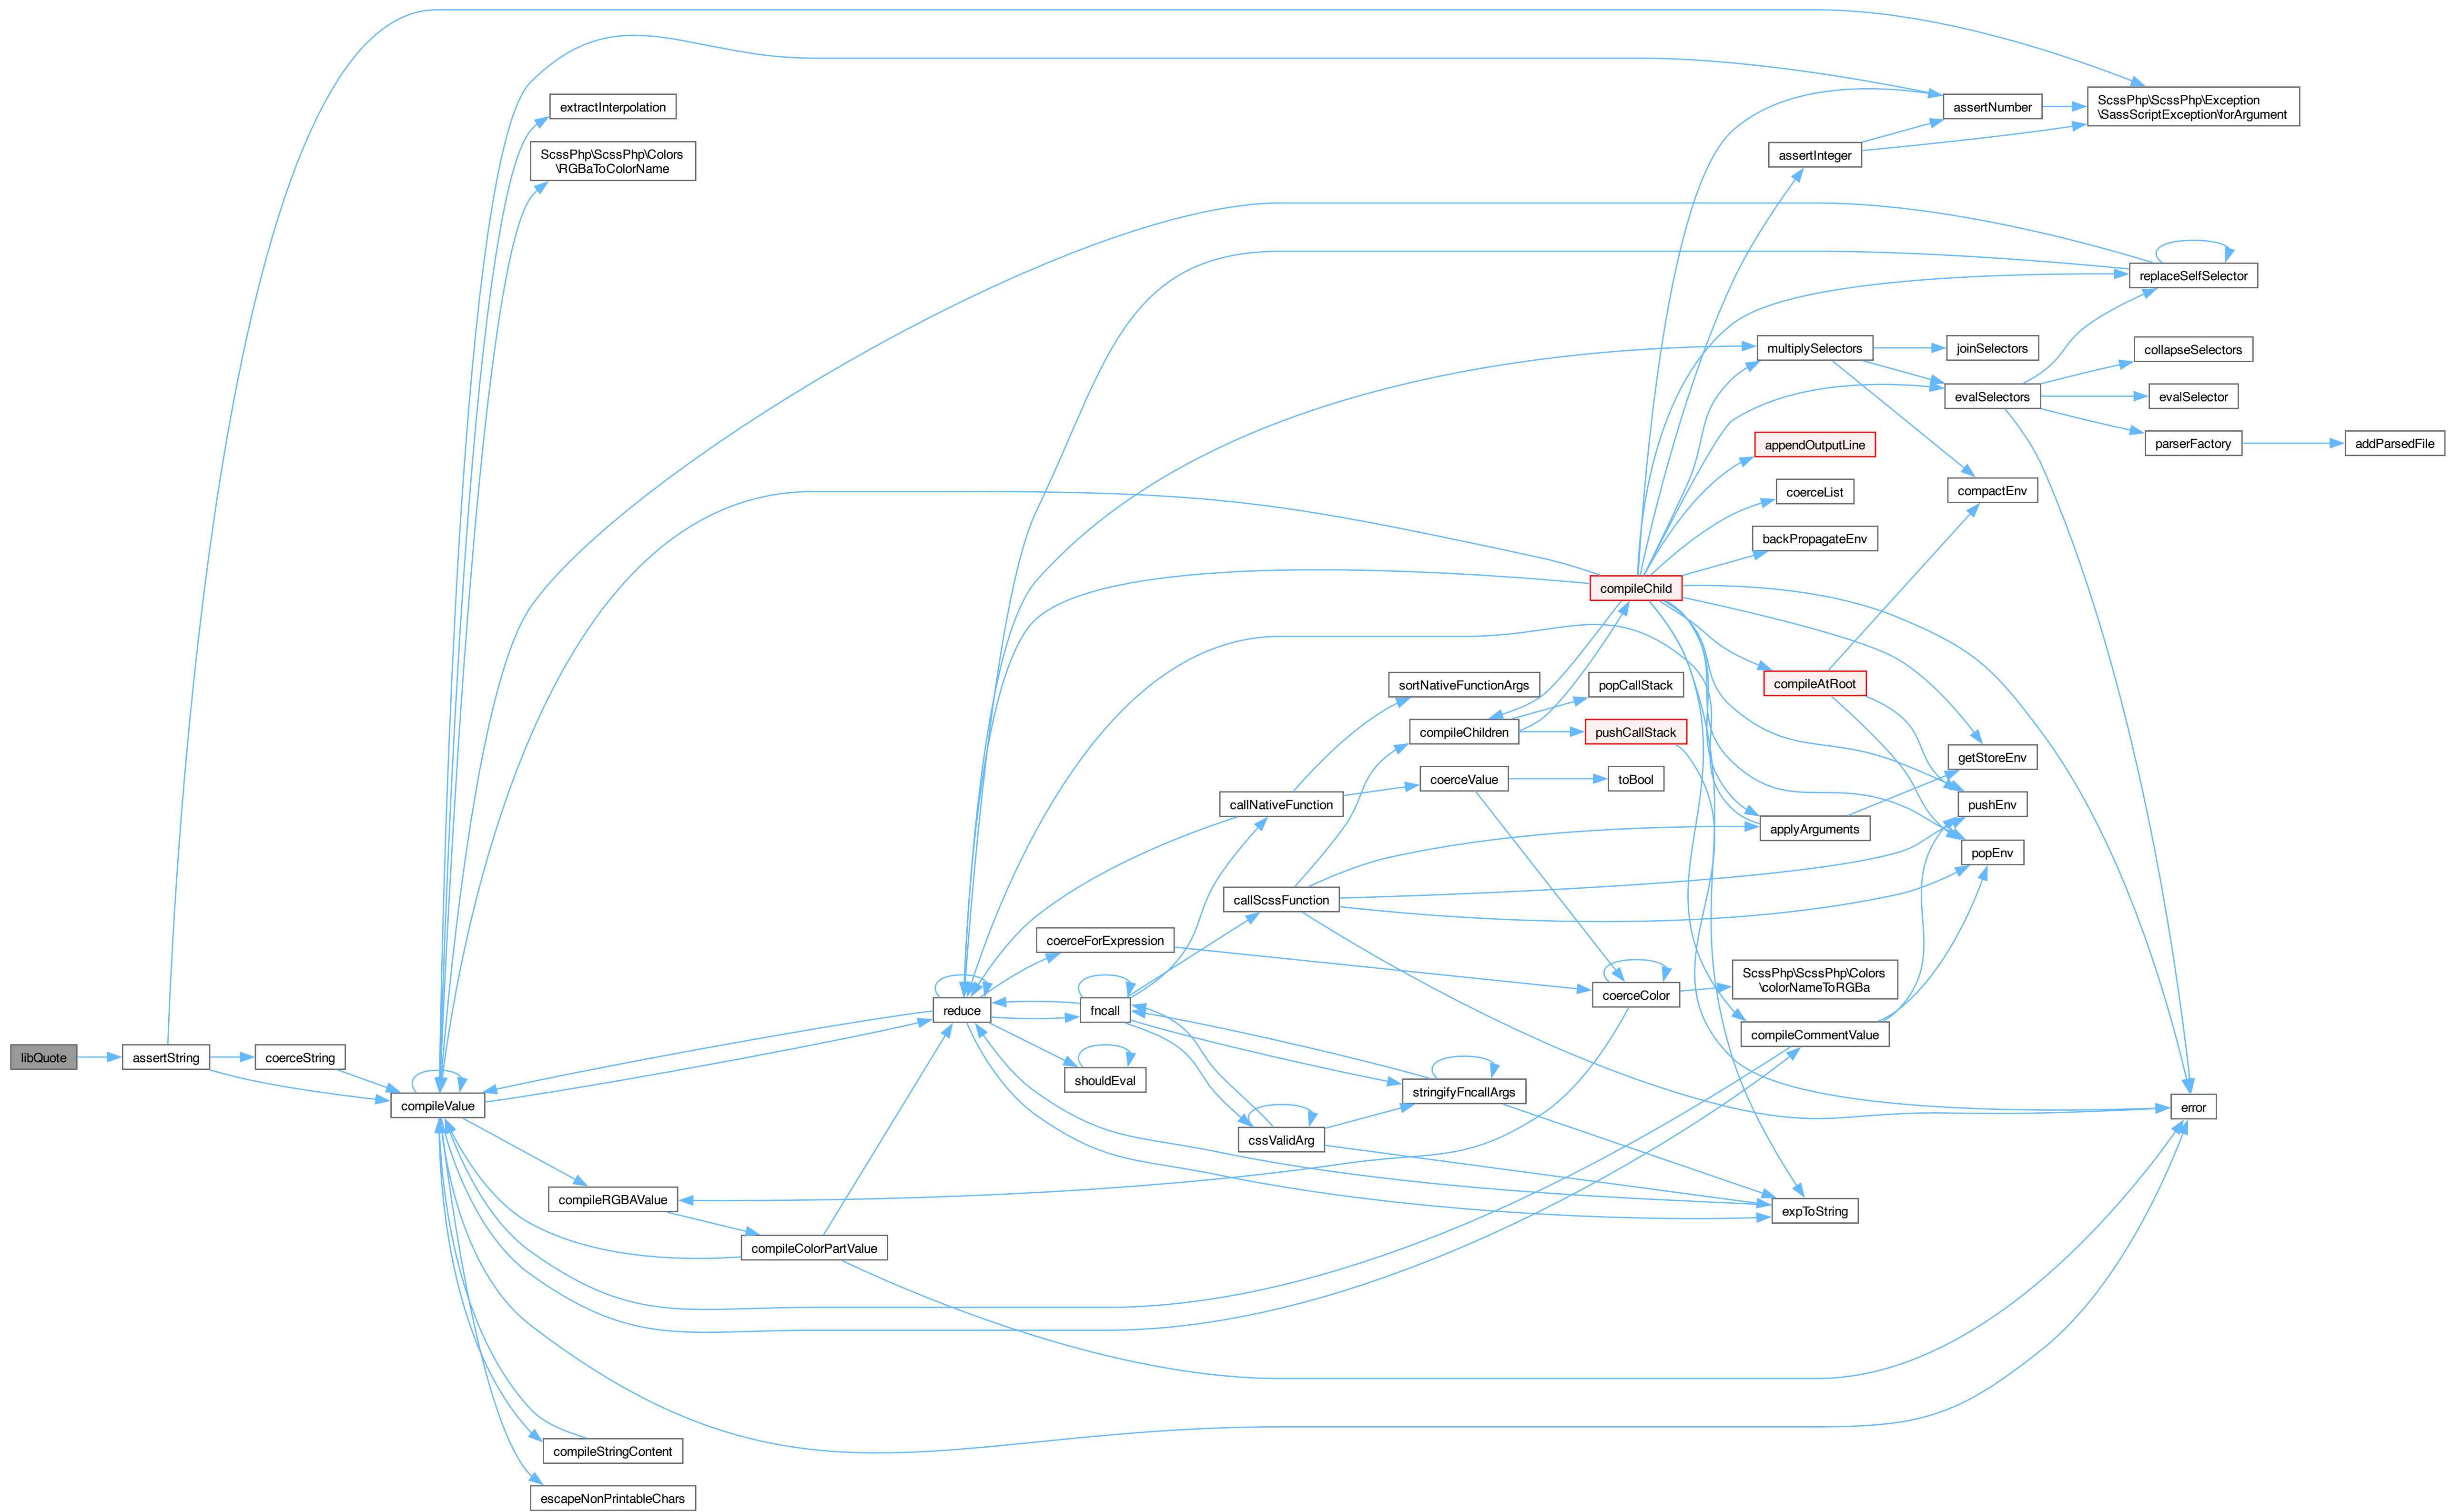 extractInterpolation
ScssPhp\ScssPhp\Exception
\SassScriptException\forArgument
assertNumber
ScssPhp\ScssPhp\Colors
\RGBaToColorName
assertInteger
replaceSelfSelector
multiplySelectors
joinSelectors
collapseSelectors
evalSelectors
evalSelector
appendOutputLine
parserFactory
addParsedFile
coerceList
compactEnv
backPropagateEnv
compileChild
sortNativeFunctionArgs
popCallStack
compileAtRoot
compileChildren
pushCallStack
getStoreEnv
coerceValue
toBool
callNativeFunction
pushEnv
applyArguments
popEnv
callScssFunction
coerceForExpression
ScssPhp\ScssPhp\Colors
\colorNameToRGBa
coerceColor
reduce
fncall
compileCommentValue
libQuote
assertString
coerceString
shouldEval
stringifyFncallArgs
compileValue
error
cssValidArg
compileRGBAValue
expToString
compileColorPartValue
compileStringContent
escapeNonPrintableChars